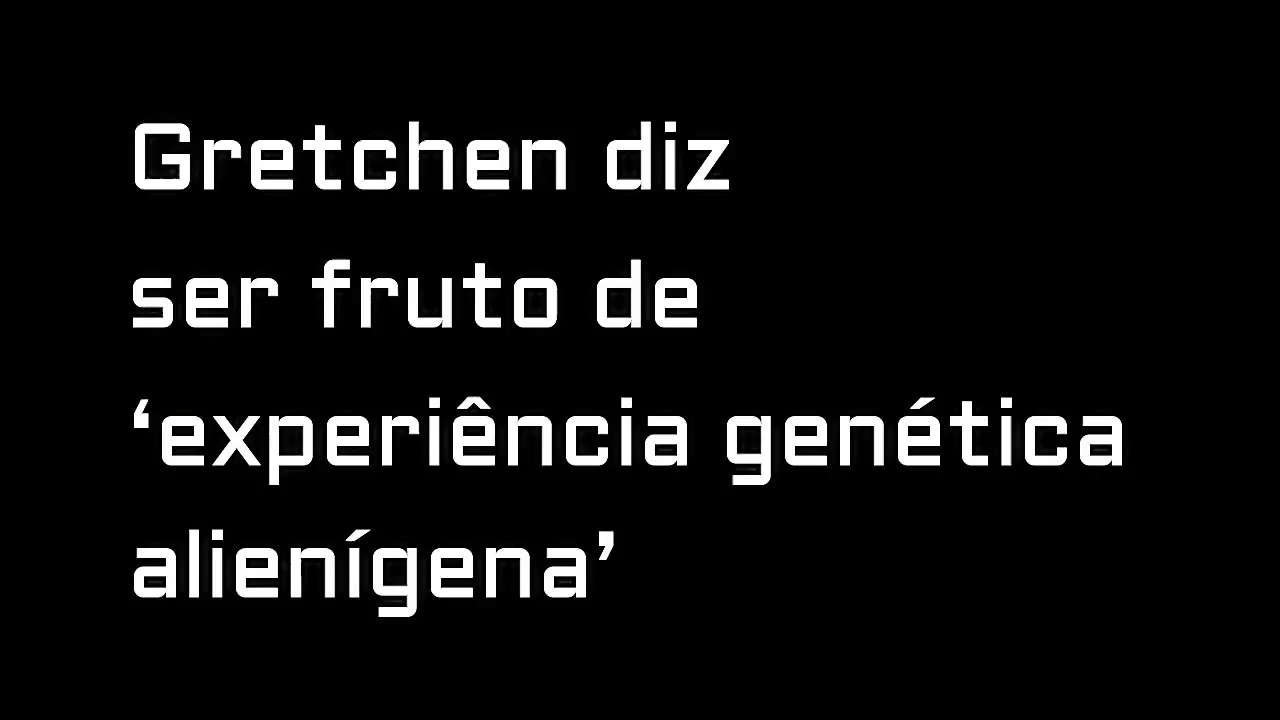 Gretchen diz
ser fruto de
‘experiência genética
alienígena’